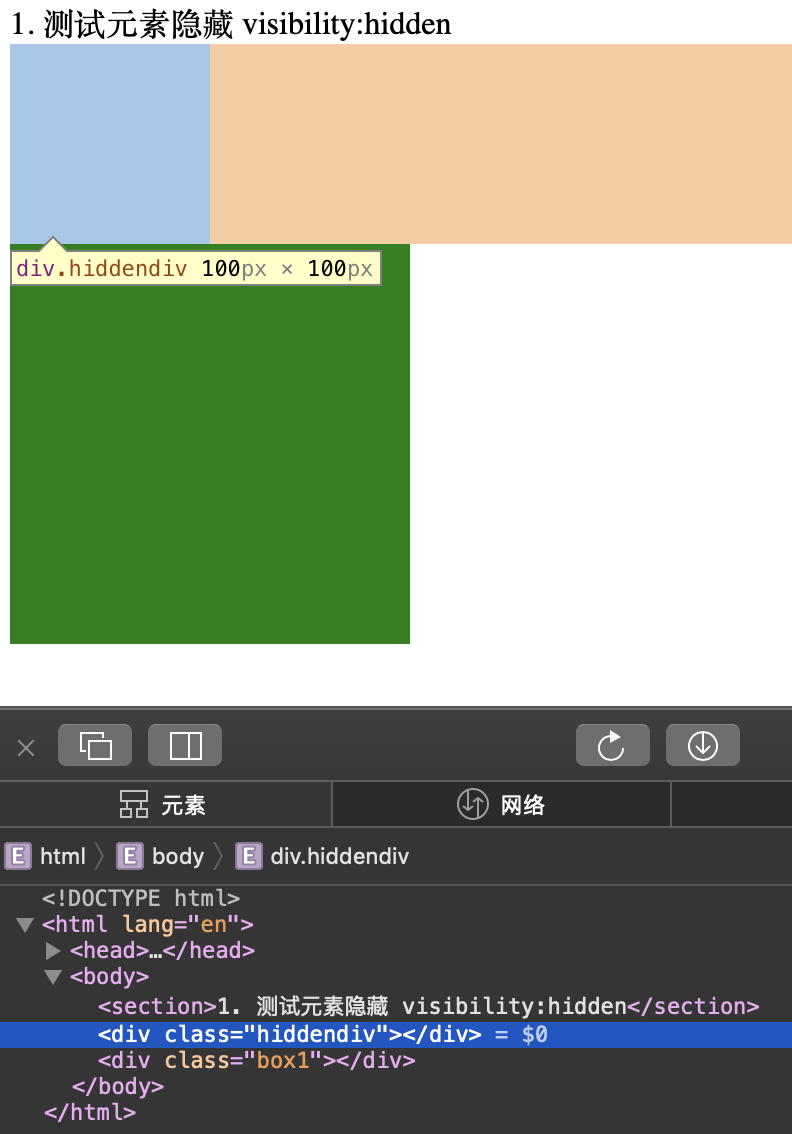 1. 测试元素隐藏 visibility:hidden
div.hiddendiv 100px × 100px
元素
网络
E html
E body
E div.hiddendiv
<!DOCTYPE html>
<html lang="en">
<head>…</head>
<body>
<section>1. 测试元素隐藏 visibility:hidden</section>
<div class="hiddendiv"></div> = $0
<div class="box1"></div>
</body>
</html>